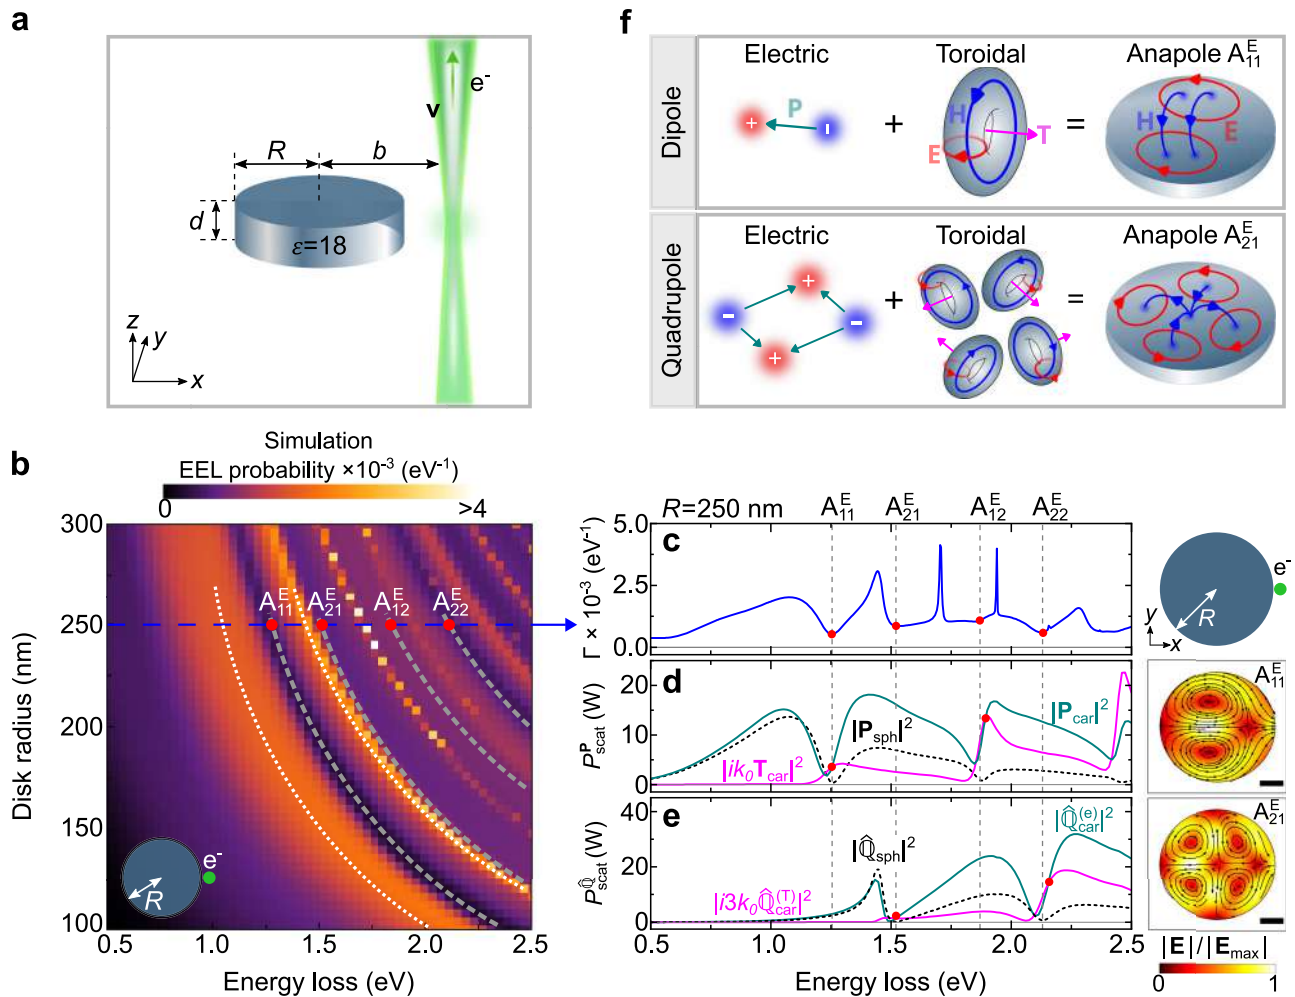 a
R
b
d
ε=18
v
e⁻
z
y
x
f
Dipole
Electric
Toroidal
Anapole A₁₁ᴱ
+
P
-
+
H
E
T
=
H
E
Quadrupole
Electric
Toroidal
Anapole A₂₁ᴱ
+
-
-
+
+
=
b
Simulation
EEL probability ×10⁻³ (eV⁻¹)
0
>4
Disk radius (nm)
300
250
200
150
100
A₁₁ᴱ
A₂₁ᴱ
A₁₂ᴱ
A₂₂ᴱ
R
e⁻
0.5
1.0
1.5
2.0
2.5
Energy loss (eV)
R=250 nm
A₁₁ᴱ
A₂₁ᴱ
A₁₂ᴱ
A₂₂ᴱ
c
Γ × 10⁻³ (eV⁻¹)
5.0
2.5
0.0
R
e⁻
y
x
d
Pᴾscat (W)
20
10
0
|Psph|²
|Pcar|²
|ik₀Tcar|²
A₁₁ᴱ
e
P^ℚ̂scat (W)
40
20
0
|ℚ̂sph|²
|ℚ̂car⁽ᵉ⁾|²
|i3k₀ℚ̂car⁽ᵀ⁾|²
A₂₁ᴱ
0.5
1.0
1.5
2.0
2.5
Energy loss (eV)
|E|/|Emax|
0
1